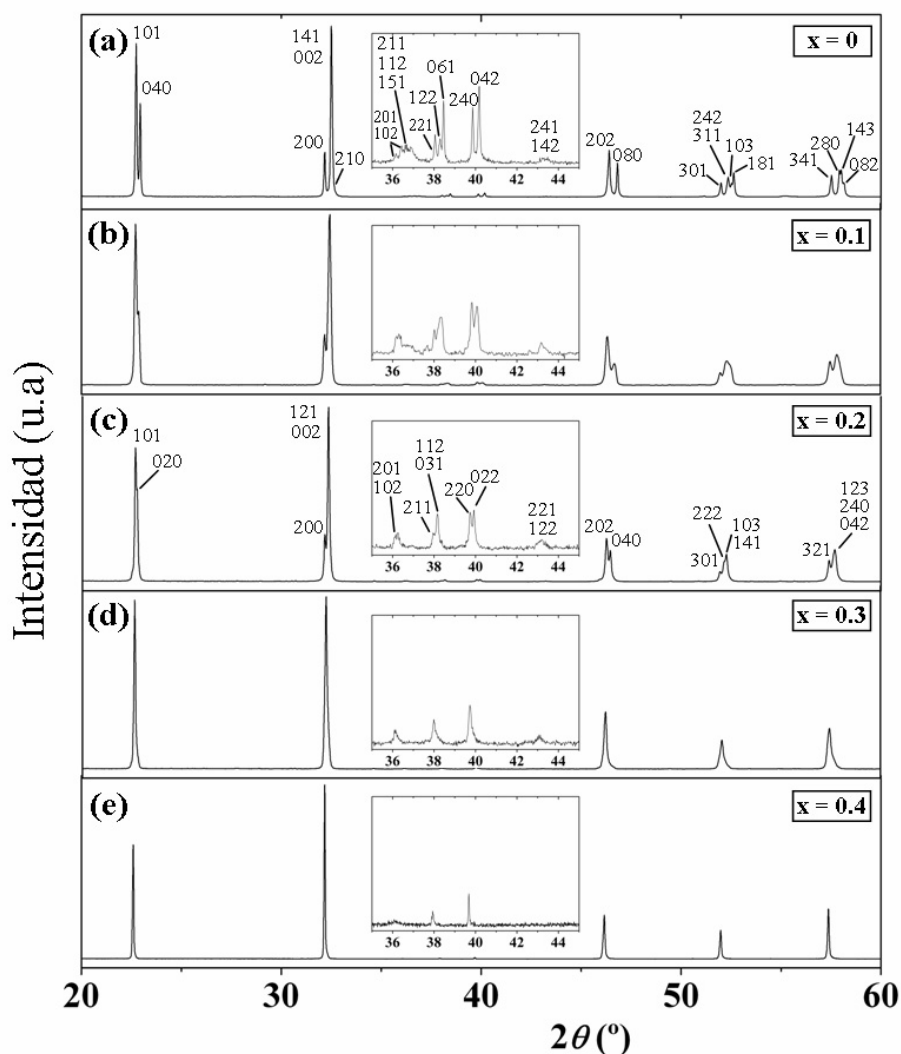 (a)
x = 0
101
040
141
002
200
210
211
112
151
201
102
221
122
061
240
042
241
142
36 38 40 42 44
202
080
242
311
103
181
301
341
280
143
082
(b)
x = 0.1
36 38 40 42 44
(c)
x = 0.2
101
020
121
002
200
201
102
112
031
211
220
022
221
122
36 38 40 42 44
202
040
222
103
141
301
123
240
042
321
(d)
x = 0.3
36 38 40 42 44
(e)
x = 0.4
36 38 40 42 44
Intensidad (u.a)
20 30 40 50 60
2θ (º)